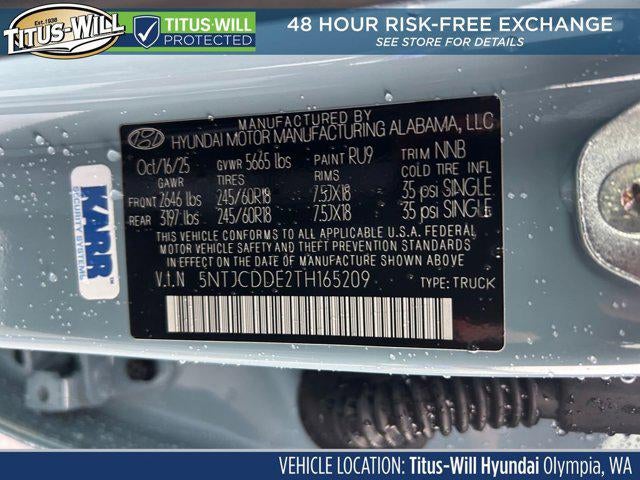 Est. 1938
TITUS-WILL
TITUS-WILL
PROTECTED
48 HOUR RISK-FREE EXCHANGE
SEE STORE FOR DETAILS
MANUFACTURED BY
HYUNDAI MOTOR MANUFACTURING ALABAMA, LLC
Oct/16/25 GVWR 5665 lbs PAINT RU9 TRIM NNB
GAWR TIRES RIMS COLD TIRE INFL
FRONT 2646 lbs 245/60R18 7.5JX18 35 psi SINGLE
REAR 3197 lbs 245/60R18 7.5JX18 35 psi SINGLE
THIS VEHICLE CONFORMS TO ALL APPLICABLE U.S.A. FEDERAL
MOTOR VEHICLE SAFETY AND THEFT PREVENTION STANDARDS
IN EFFECT ON THE DATE OF MANUFACTURE SHOWN ABOVE.
V.I.N 5NTJCDDE2TH165209 TYPE: TRUCK
KARR
SECURITY SYSTEMS
VEHICLE LOCATION: Titus-Will Hyundai Olympia, WA